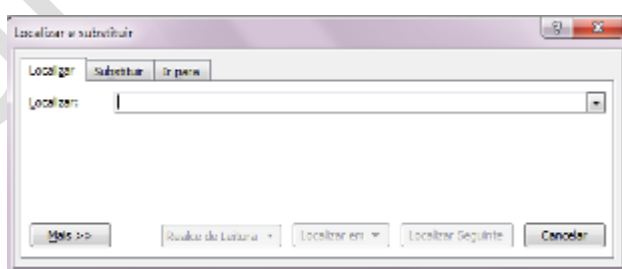 Localizar e substituir
Localizar Substituir Ir para
Localizar:
Mais >> Realce de Leitura Localizar em Localizar Seguinte Cancelar